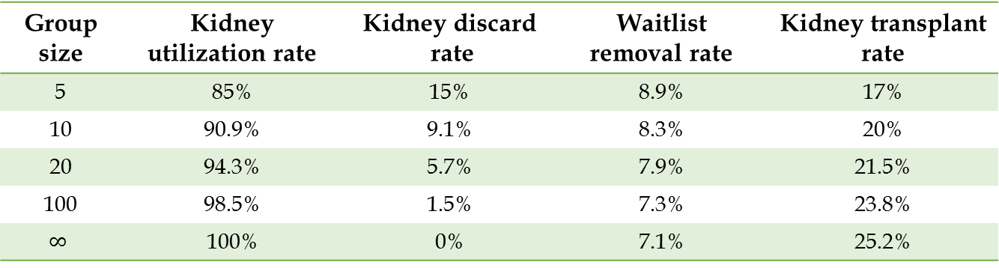 Group size Kidney utilization rate Kidney discard rate Waitlist removal rate Kidney transplant rate
5 85% 15% 8.9% 17%
10 90.9% 9.1% 8.3% 20%
20 94.3% 5.7% 7.9% 21.5%
100 98.5% 1.5% 7.3% 23.8%
∞ 100% 0% 7.1% 25.2%